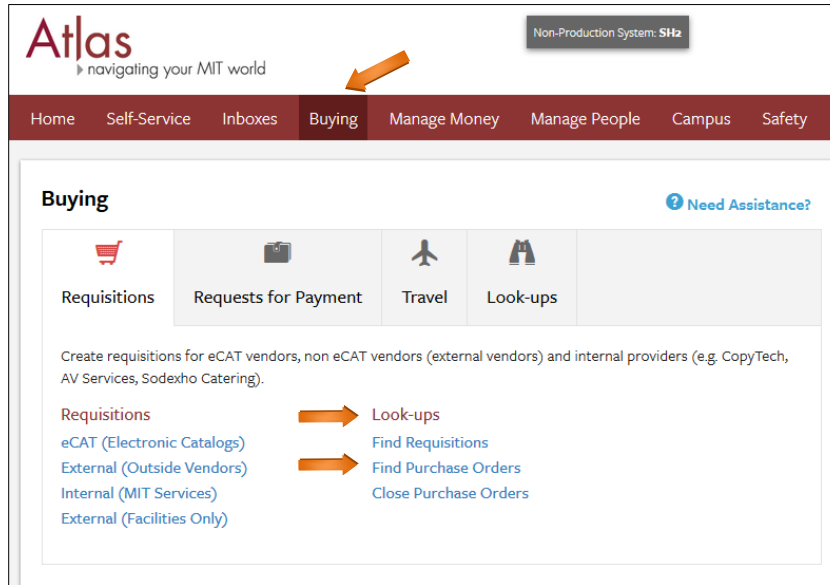 Atlas
navigating your MIT world
Non-Production System: SH2
Home Self-Service Inboxes Buying Manage Money Manage People Campus Safety
Buying
? Need Assistance?
Requisitions Requests for Payment Travel Look-ups
Create requisitions for eCAT vendors, non eCAT vendors (external vendors) and internal providers (e.g. CopyTech,
AV Services, Sodexho Catering).
Requisitions
eCAT (Electronic Catalogs)
External (Outside Vendors)
Internal (MIT Services)
External (Facilities Only)
Look-ups
Find Requisitions
Find Purchase Orders
Close Purchase Orders